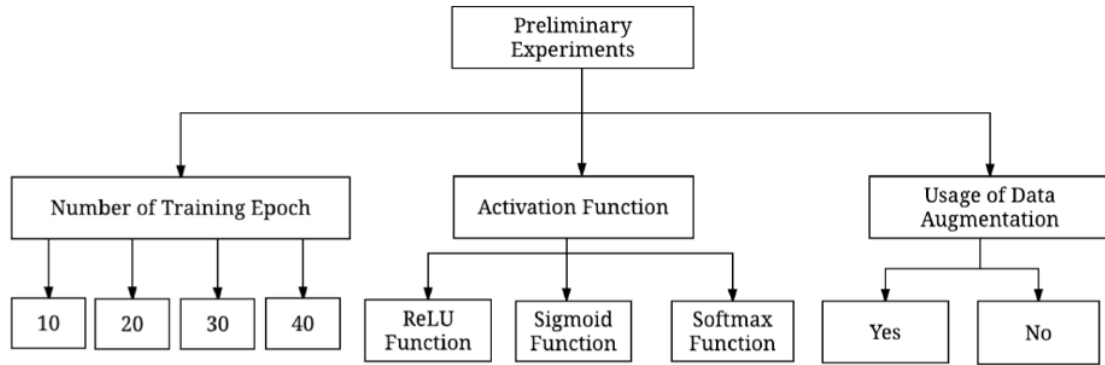 Preliminary
Experiments
Number of Training Epoch
Activation Function
Usage of Data
Augmentation
10
20
30
40
ReLU
Function
Sigmoid
Function
Softmax
Function
Yes
No